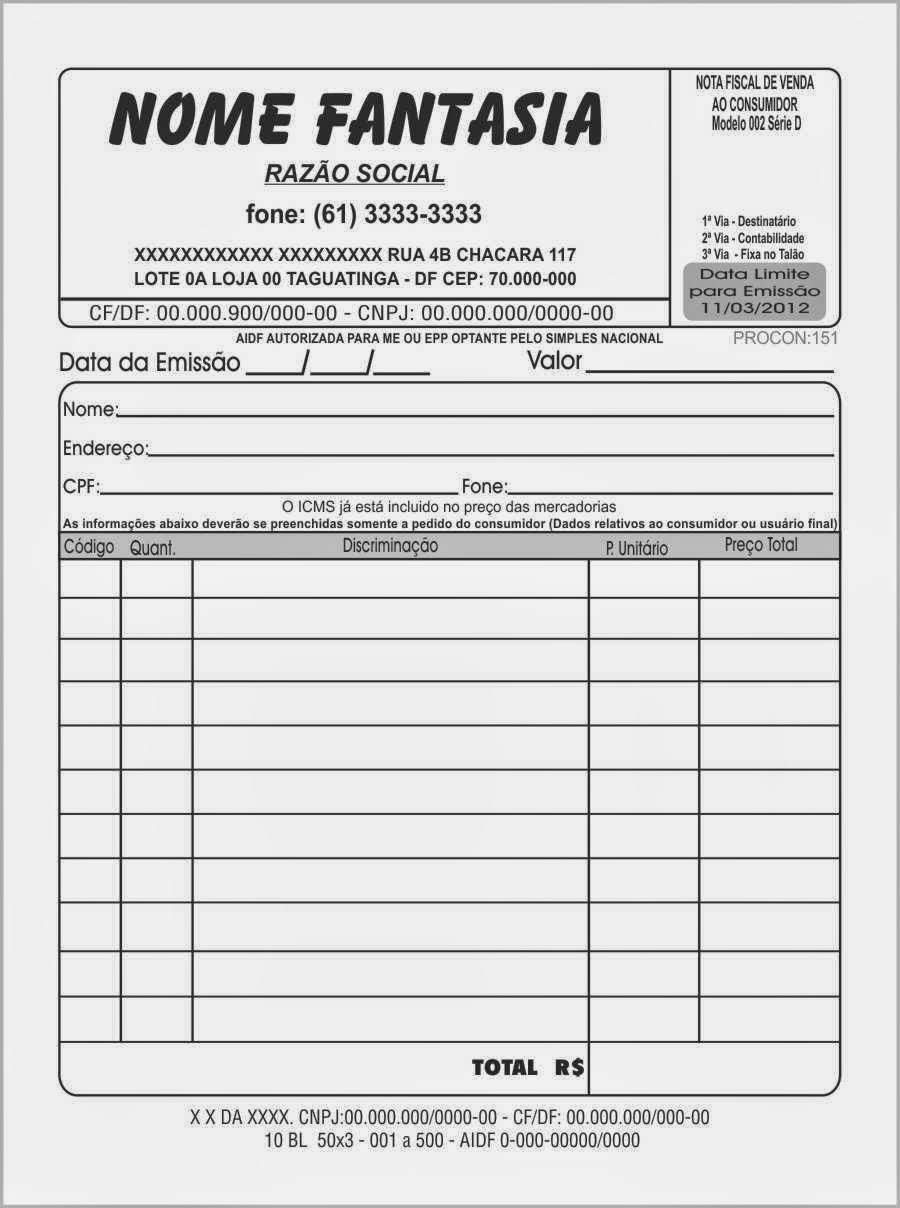 NOME FANTASIA
RAZÃO SOCIAL
fone: (61) 3333-3333
XXXXXXXXXXXX XXXXXXXXX RUA 4B CHACARA 117
LOTE 0A LOJA 00 TAGUATINGA - DF CEP: 70.000-000
CF/DF: 00.000.900/000-00 - CNPJ: 00.000.000/0000-00
NOTA FISCAL DE VENDA
AO CONSUMIDOR
Modelo 002 Série D
1ª Via - Destinatário
2ª Via - Contabilidade
3ª Via - Fixa no Talão
Data Limite
para Emissão
11/03/2012
AIDF AUTORIZADA PARA ME OU EPP OPTANTE PELO SIMPLES NACIONAL PROCON:151
Data da Emissão ____/____/____ Valor ____
Nome:
Endereço:
CPF: Fone:
O ICMS já está incluido no preço das mercadorias
As informações abaixo deverão se preenchidas somente a pedido do consumidor (Dados relativos ao consumidor ou usuário final)
Código Quant. Discriminação P. Unitário Preço Total
TOTAL R$
X X DA XXXX. CNPJ:00.000.000/0000-00 - CF/DF: 00.000.000/000-00
10 BL 50x3 - 001 a 500 - AIDF 0-000-00000/0000